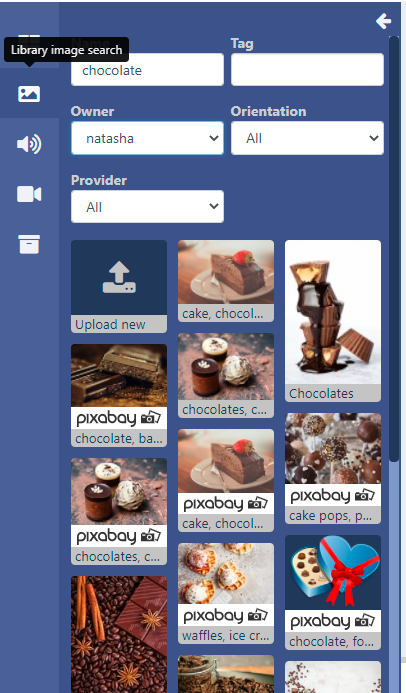 Library image search
Tag
chocolate
Owner
Orientation
natasha
All
Provider
All
Upload new
cake, chocol...
Chocolates
pixabay
chocolate, ba...
chocolates, c...
pixabay
cake, chocol...
pixabay
cake pops, p...
pixabay
chocolates, c...
pixabay
waffles, ice cr...
pixabay
chocolate, fo...